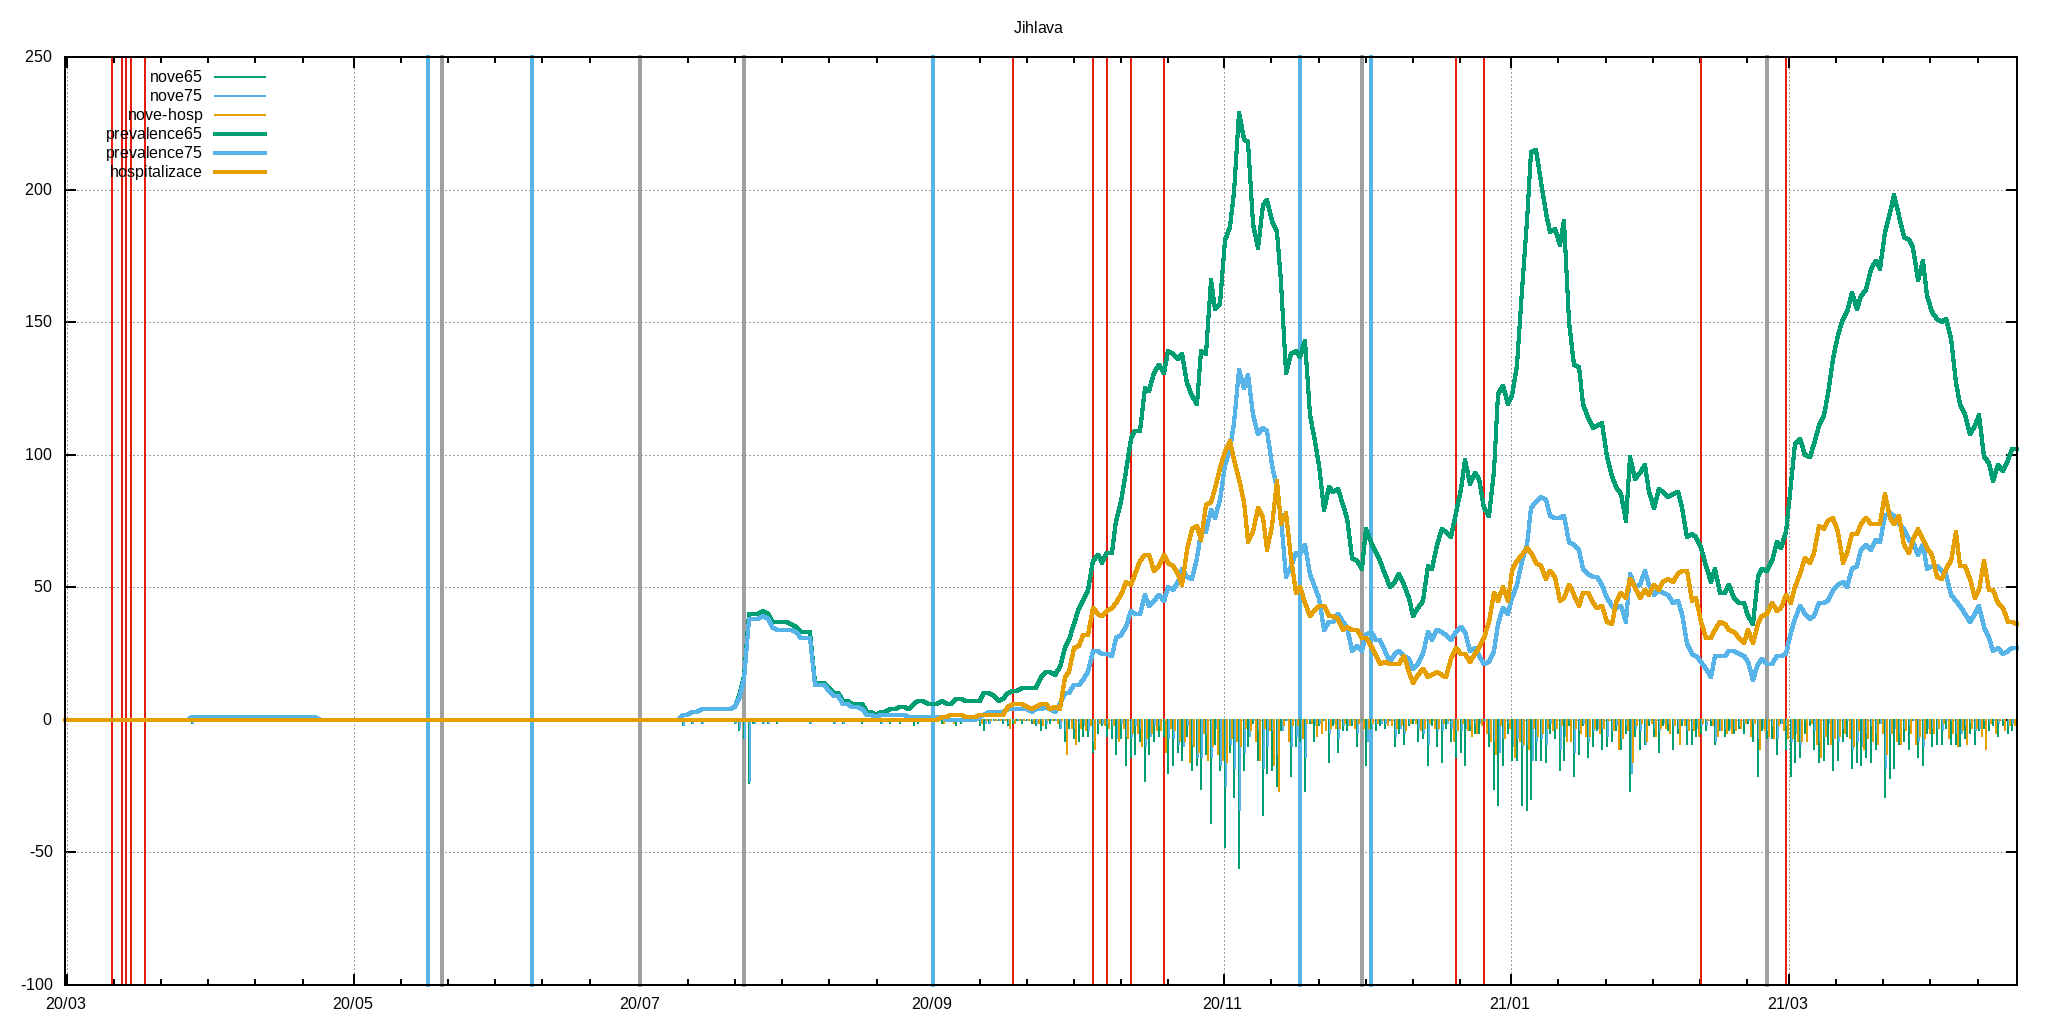 Jihlava
250
200
150
100
50
0
-50
-100
nove65
nove75
nove-hosp
prevalence65
prevalence75
hospitalizace
20/03 20/05 20/07 20/09 20/11 21/01 21/03